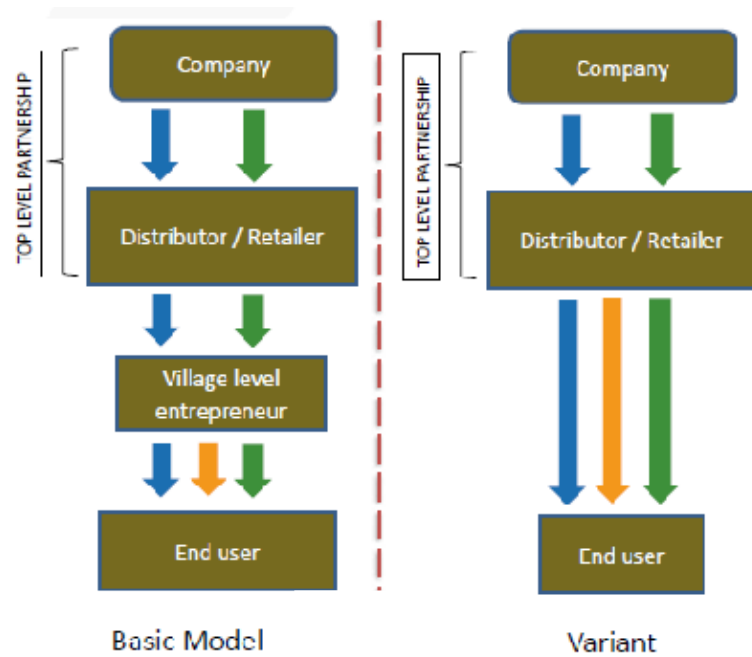 TOP LEVEL PARTNERSHIP
Company
Distributor / Retailer
Village level
entrepreneur
End user
Basic Model
TOP LEVEL PARTNERSHIP
Company
Distributor / Retailer
End user
Variant